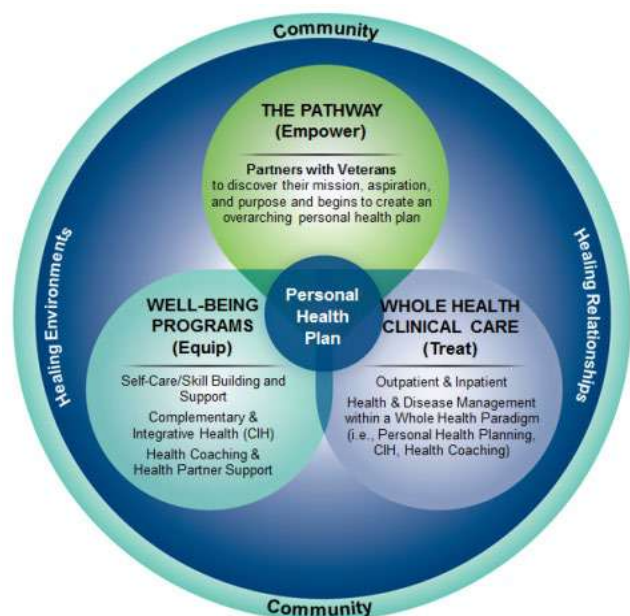 Community
THE PATHWAY
(Empower)
Partners with Veterans
to discover their mission, aspiration,
and purpose and begins to create an
overarching personal health plan
Healing Environments
Healing Relationships
Personal
Health
Plan
WELL-BEING
PROGRAMS
(Equip)
Self-Care/Skill Building and
Support
Complementary &
Integrative Health (CIH)
Health Coaching &
Health Partner Support
WHOLE HEALTH
CLINICAL CARE
(Treat)
Outpatient & Inpatient
Health & Disease Management
within a Whole Health Paradigm
(i.e., Personal Health Planning,
CIH, Health Coaching)
Community